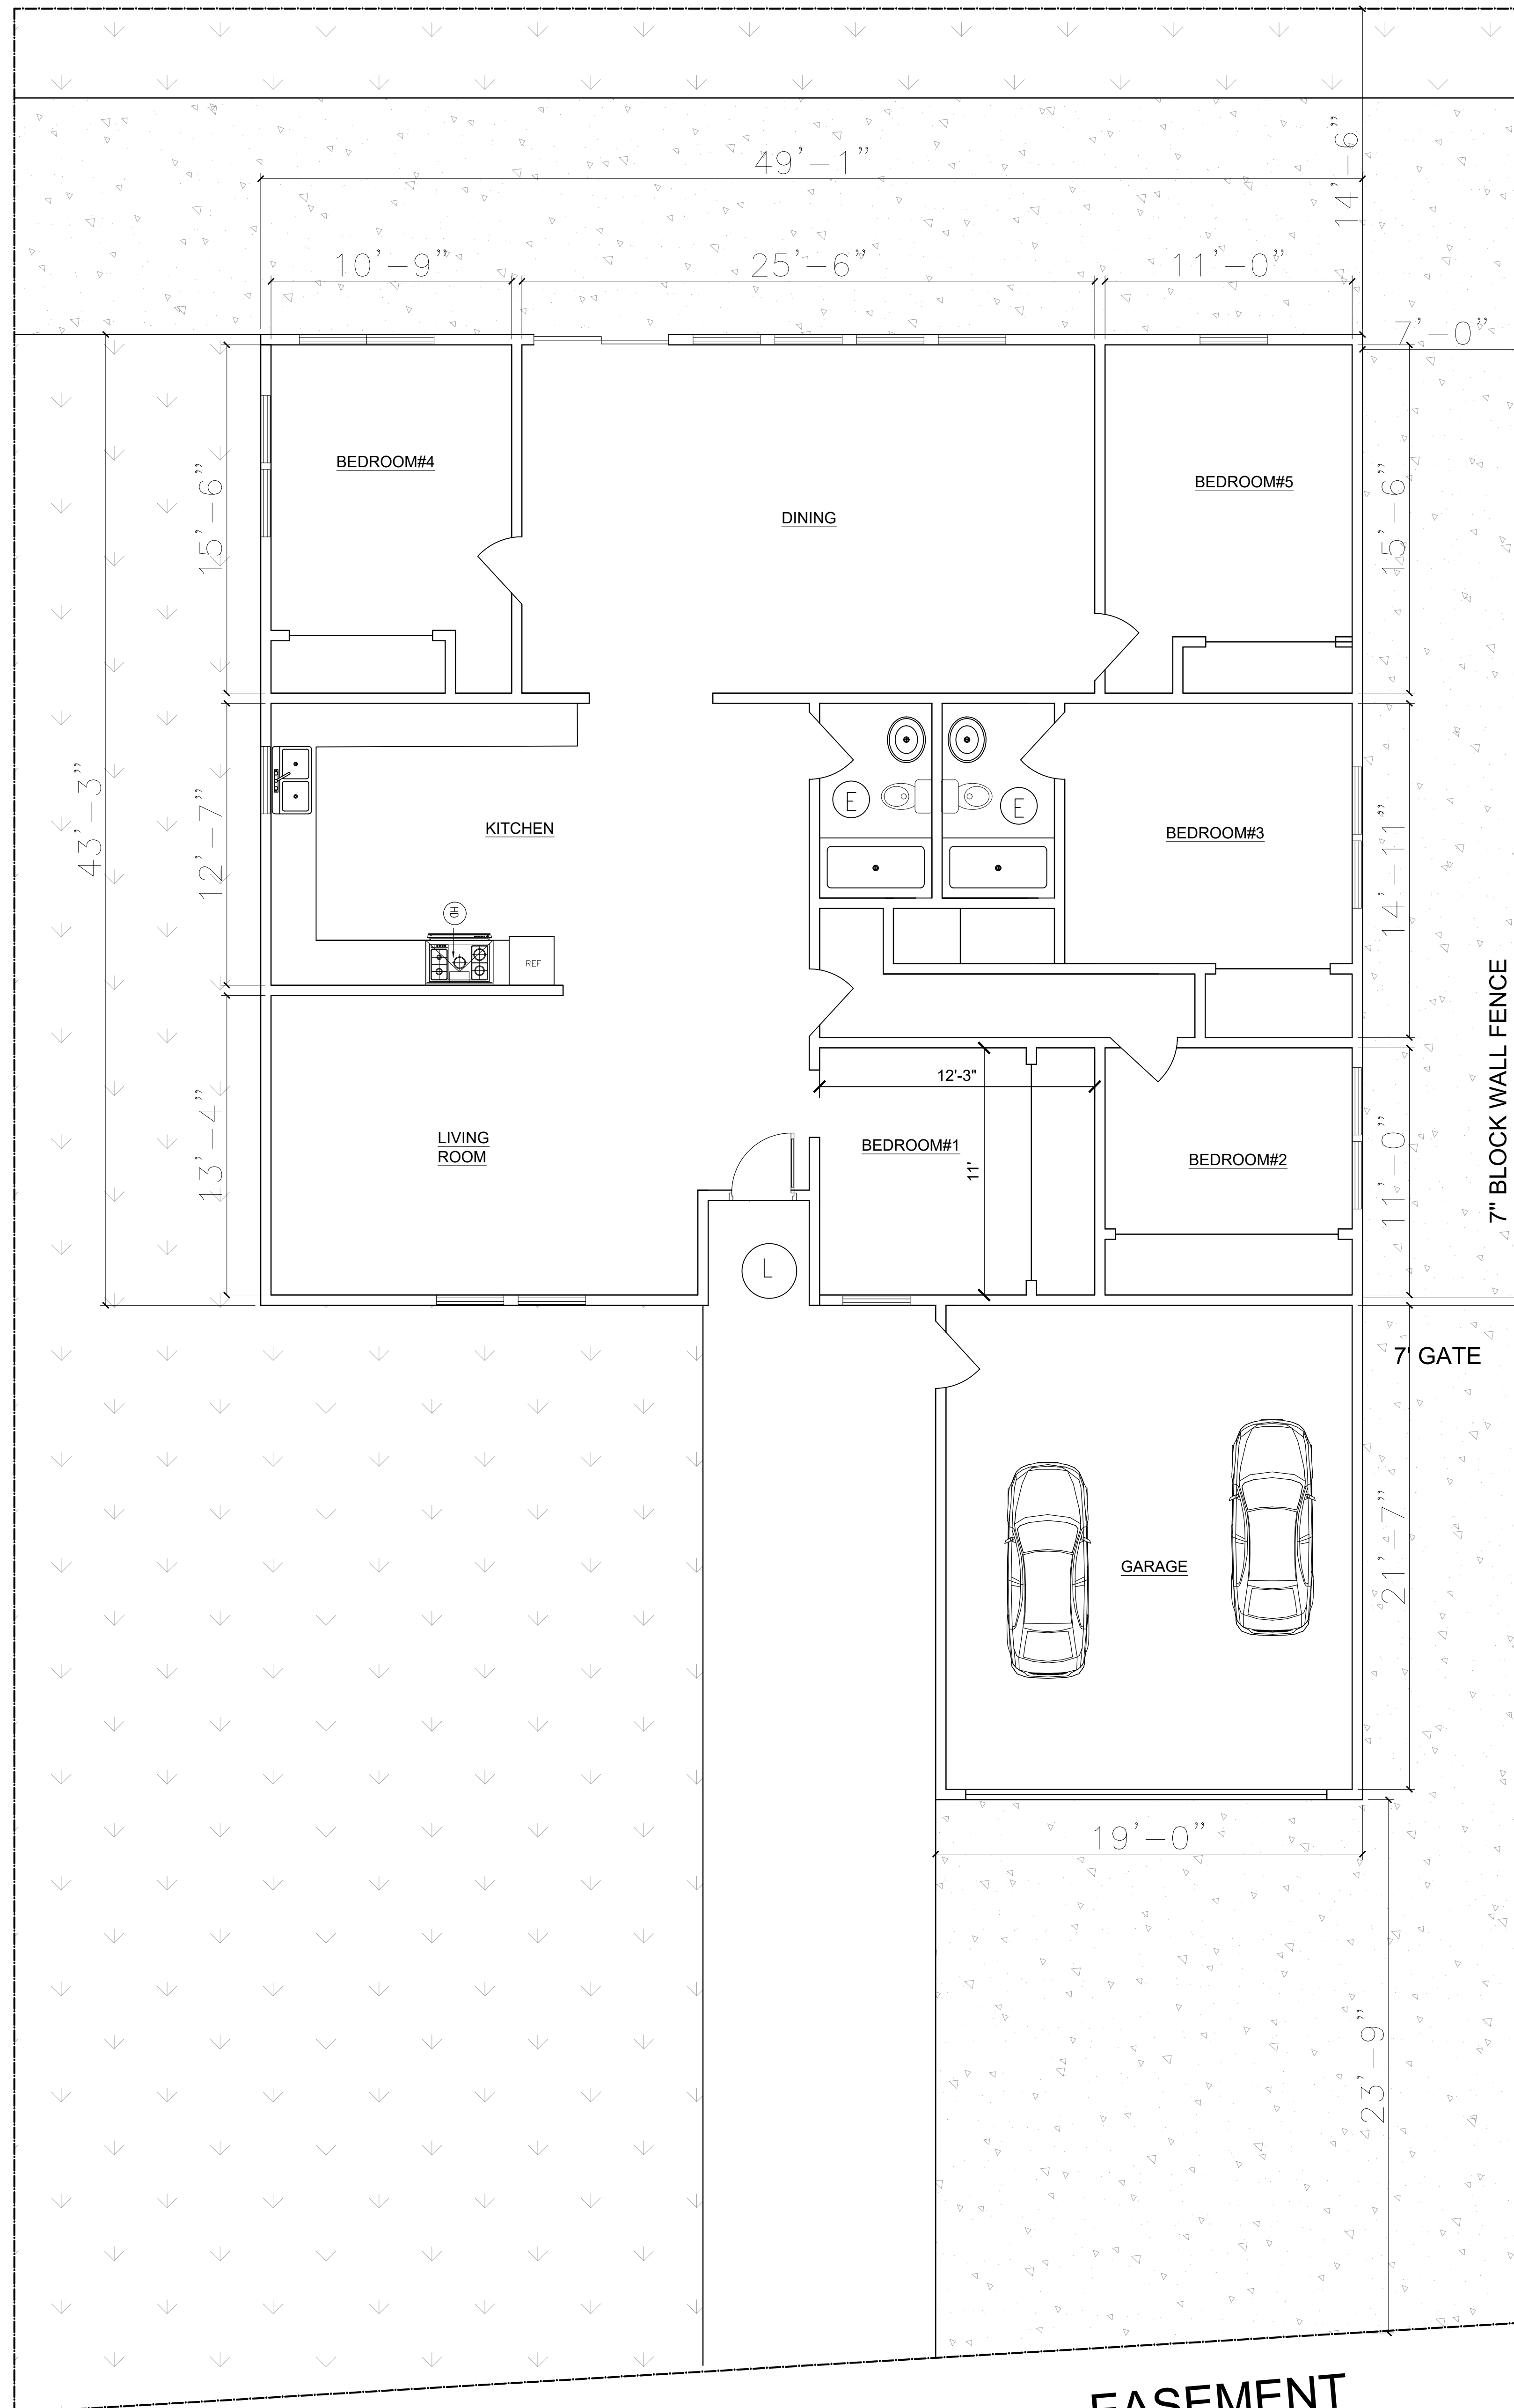 49'-1"
14'-6"
10'-9"
25'-6"
11'-0"
7'-0"
BEDROOM#4
15'-6"
DINING
BEDROOM#5
15'-6"
43'-3"
12'-7"
KITCHEN
E
E
BEDROOM#3
14'-11"
HD
REF
7" BLOCK WALL FENCE
13'-4"
LIVING
ROOM
12'-3"
BEDROOM#1
11'
BEDROOM#2
11'-0"
L
7' GATE
GARAGE
21'-7"
19'-0"
23'-9"
EASEMENT